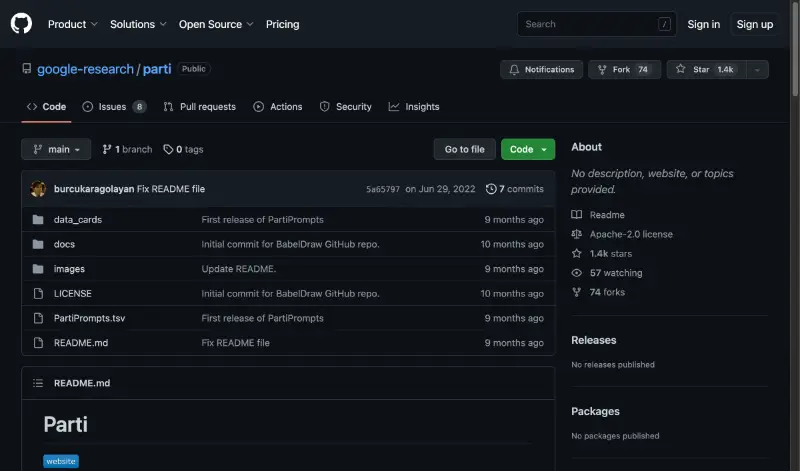 Product Solutions Open Source Pricing Search / Sign in Sign up
google-research / parti Public Notifications Fork 74 Star 1.4k
Code Issues 8 Pull requests Actions Security Insights
main 1 branch 0 tags Go to file Code
burcukaragolayan Fix README file 5a65797 on Jun 29, 2022 7 commits
data_cards First release of PartiPrompts 9 months ago
docs Initial commit for BabelDraw GitHub repo. 10 months ago
images Update README. 9 months ago
LICENSE Initial commit for BabelDraw GitHub repo. 10 months ago
PartiPrompts.tsv First release of PartiPrompts 9 months ago
README.md Fix README file 9 months ago
README.md
Parti
website
About
No description, website, or topics
provided.
Readme
Apache-2.0 license
1.4k stars
57 watching
74 forks
Releases
No releases published
Packages
No packages published